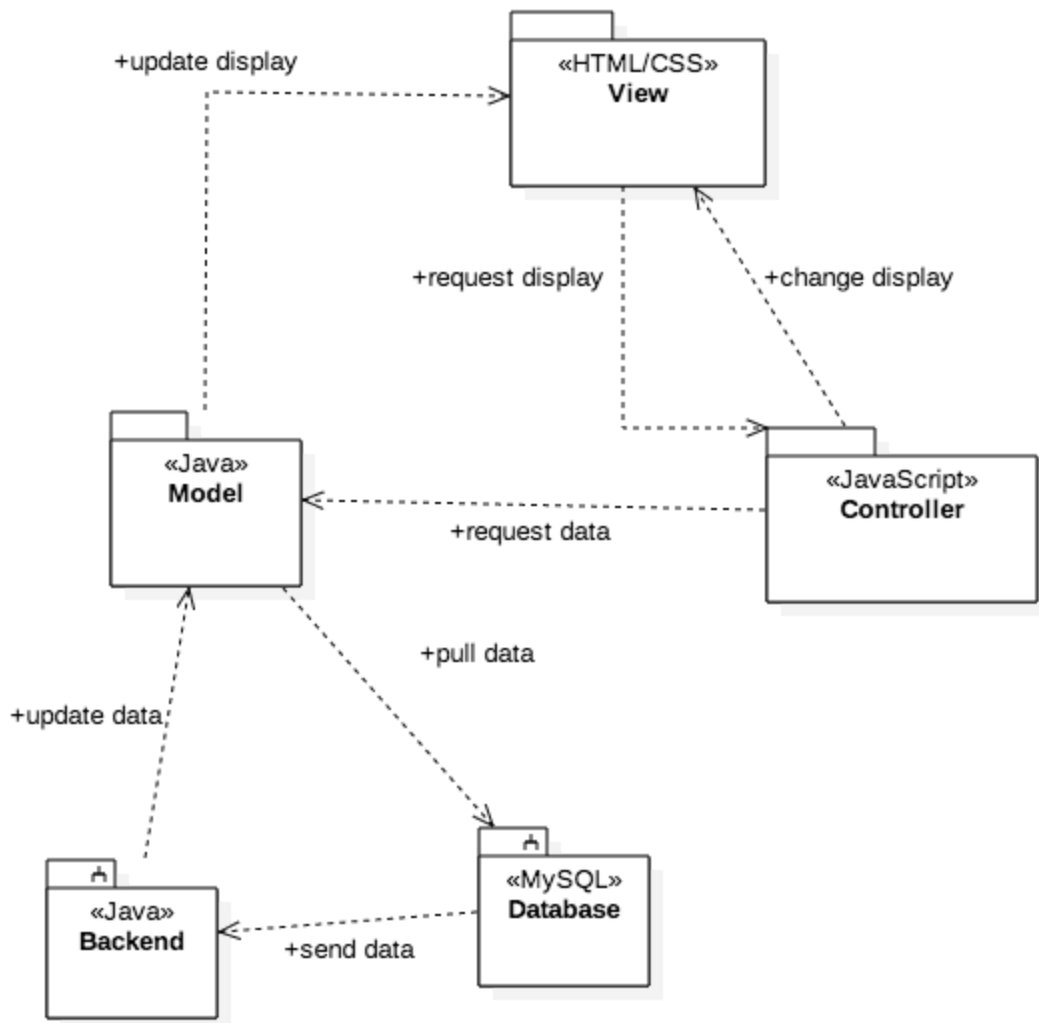 +update display
«HTML/CSS»
View
+request display
+change display
«Java»
Model
«JavaScript»
Controller
+request data
+pull data
+update data
«MySQL»
Database
«Java»
Backend
+send data